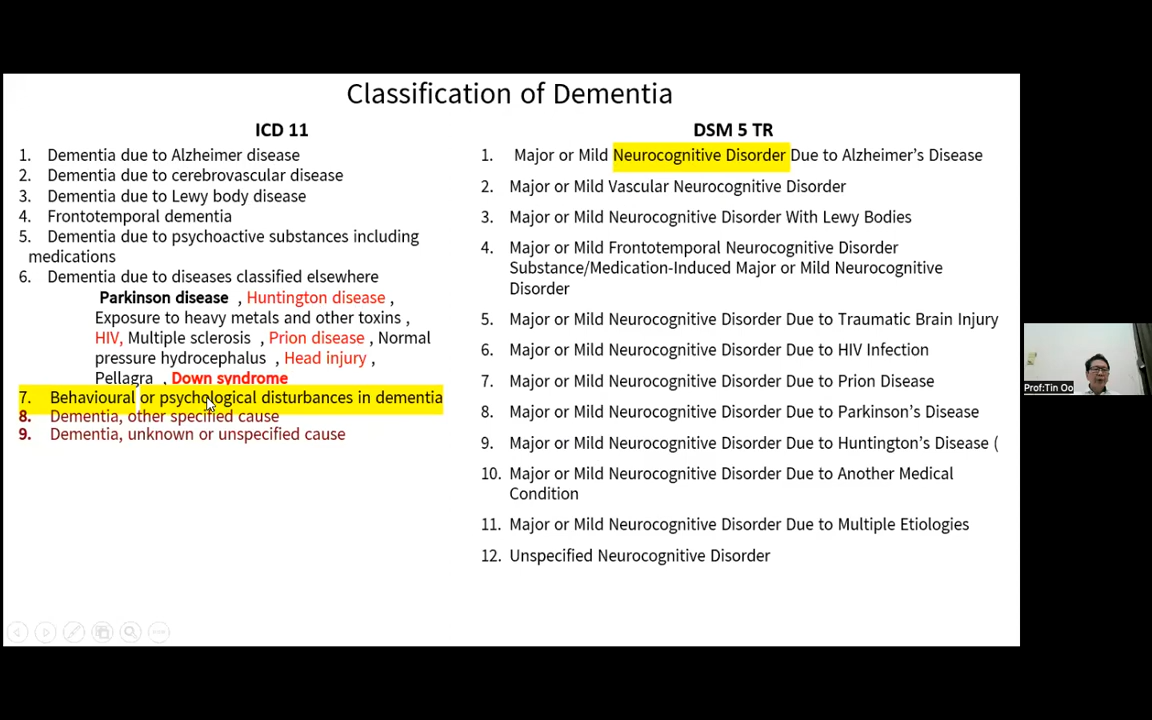 Classification of Dementia
ICD 11
1. Dementia due to Alzheimer disease
2. Dementia due to cerebrovascular disease
3. Dementia due to Lewy body disease
4. Frontotemporal dementia
5. Dementia due to psychoactive substances including
medications
6. Dementia due to diseases classified elsewhere
Parkinson disease , Huntington disease ,
Exposure to heavy metals and other toxins ,
HIV, Multiple sclerosis , Prion disease , Normal
pressure hydrocephalus , Head injury ,
Pellagra , Down syndrome
7. Behavioural or psychological disturbances in dementia
8. Dementia, other specified cause
9. Dementia, unknown or unspecified cause
DSM 5 TR
1. Major or Mild Neurocognitive Disorder Due to Alzheimer’s Disease
2. Major or Mild Vascular Neurocognitive Disorder
3. Major or Mild Neurocognitive Disorder With Lewy Bodies
4. Major or Mild Frontotemporal Neurocognitive Disorder
Substance/Medication-Induced Major or Mild Neurocognitive
Disorder
5. Major or Mild Neurocognitive Disorder Due to Traumatic Brain Injury
6. Major or Mild Neurocognitive Disorder Due to HIV Infection
7. Major or Mild Neurocognitive Disorder Due to Prion Disease
8. Major or Mild Neurocognitive Disorder Due to Parkinson’s Disease
9. Major or Mild Neurocognitive Disorder Due to Huntington’s Disease (
10. Major or Mild Neurocognitive Disorder Due to Another Medical
Condition
11. Major or Mild Neurocognitive Disorder Due to Multiple Etiologies
12. Unspecified Neurocognitive Disorder
Prof:Tin Oo